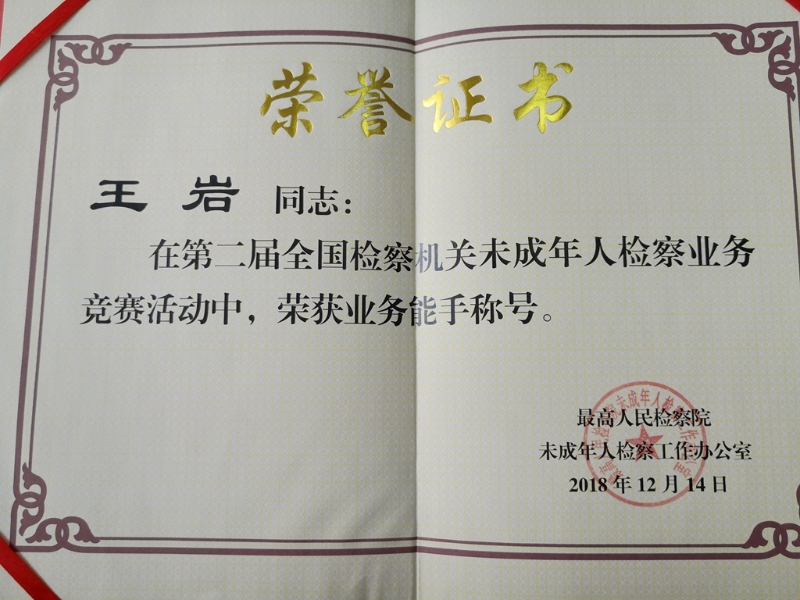 荣誉证书
王岩 同志：
在第二届全国检察机关未成年人检察业务
竞赛活动中，荣获业务能手称号。
最高人民检察院
未成年人检察工作办公室
2018年12月14日